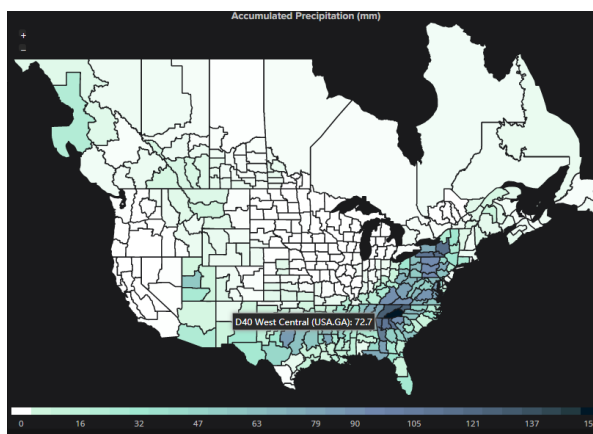 Accumulated Precipitation (mm)
+
−
D40 West Central (USA.GA): 72.7
0 16 32 47 63 79 90 105 121 137 15